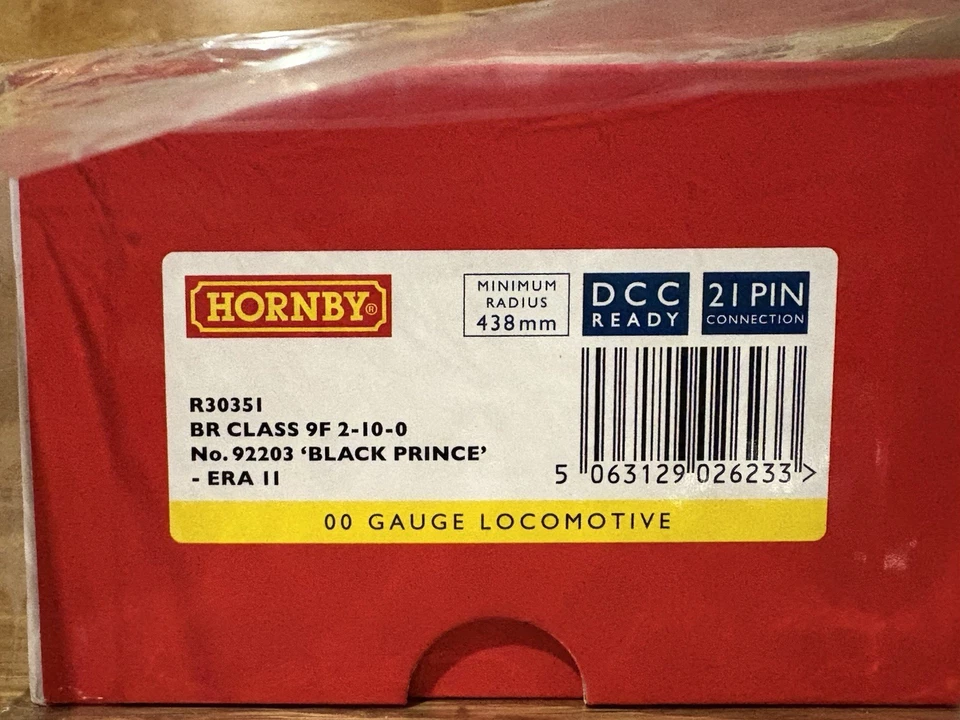 HORNBY®
MINIMUM
RADIUS
438mm
DCC
READY
21 PIN
CONNECTION
R30351
BR CLASS 9F 2-10-0
No. 92203 ‘BLACK PRINCE’
- ERA 11
5 063129 026233 >
00 GAUGE LOCOMOTIVE